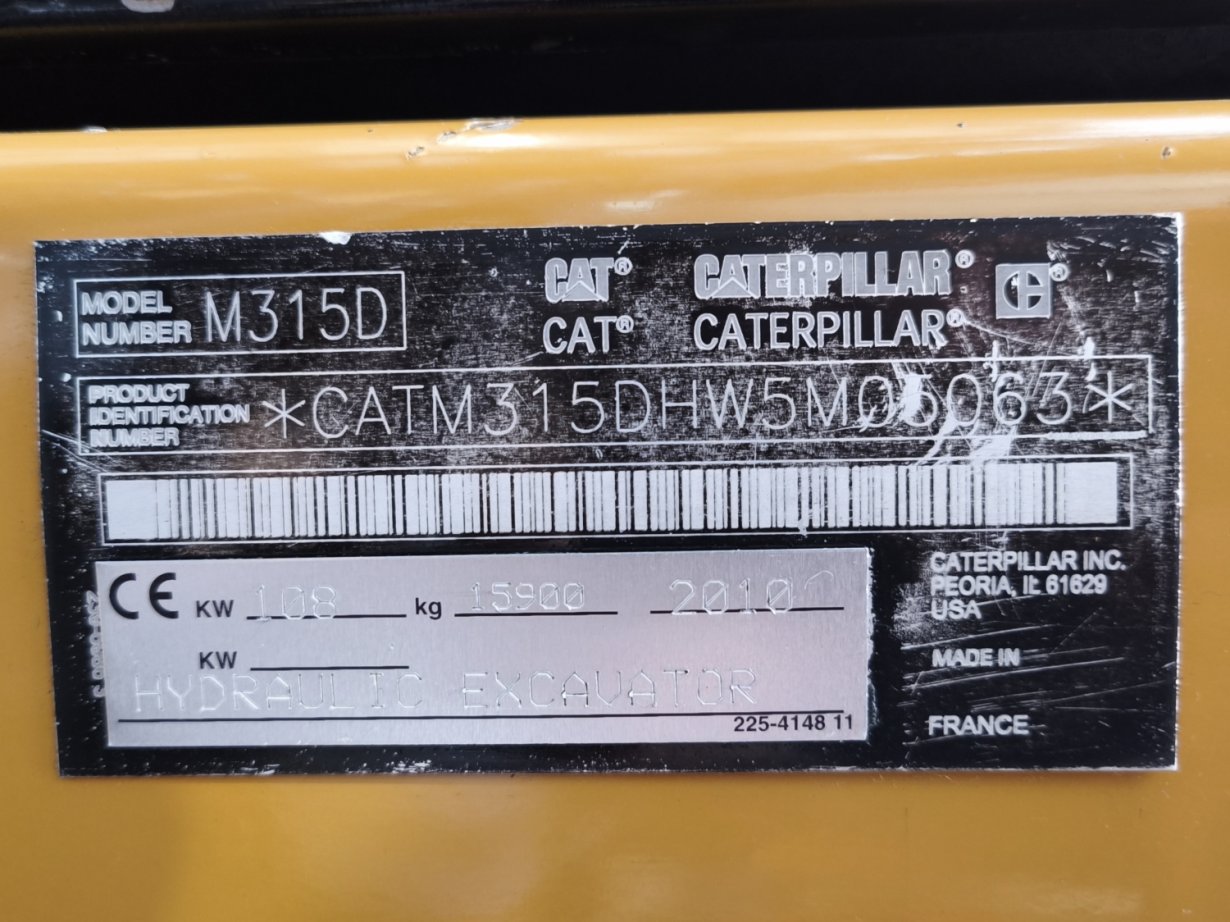 MODEL
NUMBER M315D
CAT® CATERPILLAR® ®
CAT® CATERPILLAR®
PRODUCT
IDENTIFICATION
NUMBER
CE KW 108 kg 15900 2010
KW
HYDRAULIC EXCAVATOR
225-4148 11
CATERPILLAR INC.
PEORIA, IL 61629
USA
MADE IN
FRANCE